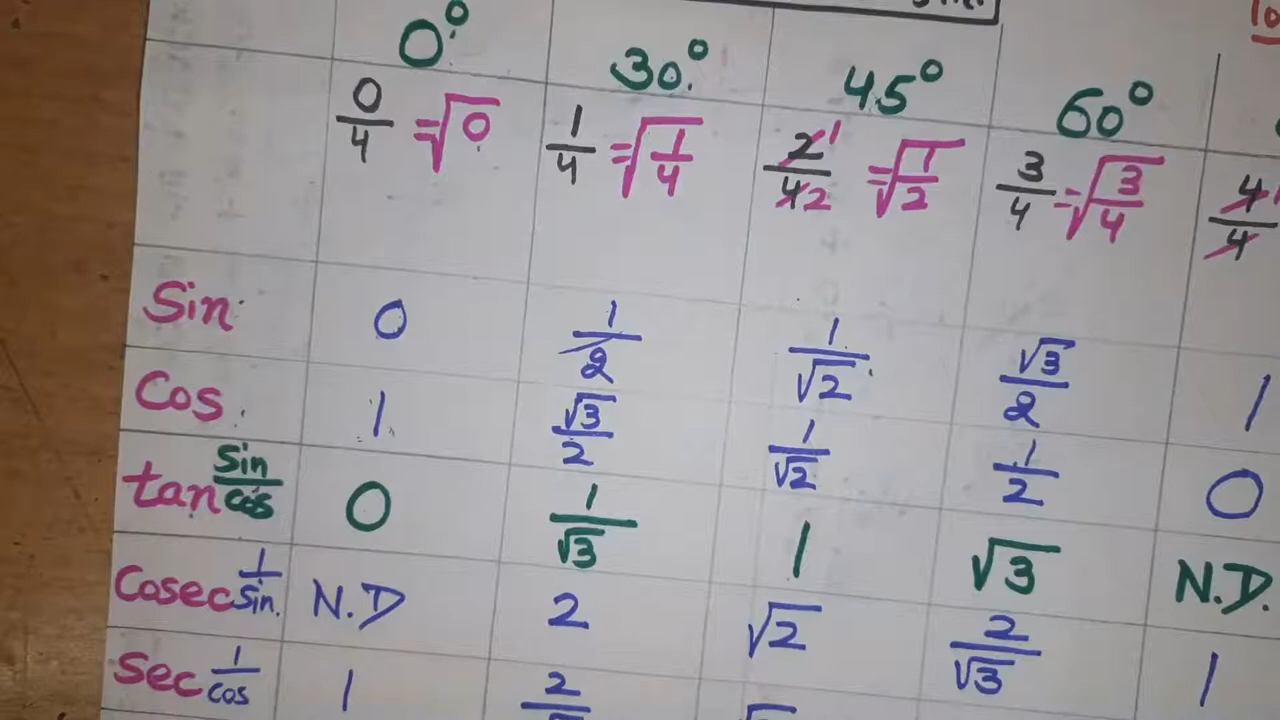 0° 30° 45° 60°
0/4 =√0 1/4 =√1/4 2/4 1/2 =√1/2 3/4 =√3/4 4/4
Sin 0 1/2 1/√2 √3/2 1
Cos 1 √3/2 1/√2 1/2 0
tan Sin/cos 0 1/√3 1 √3 N.D.
Cosec 1/Sin. N.D 2 √2 2/√3 1
Sec 1/cos 1 2